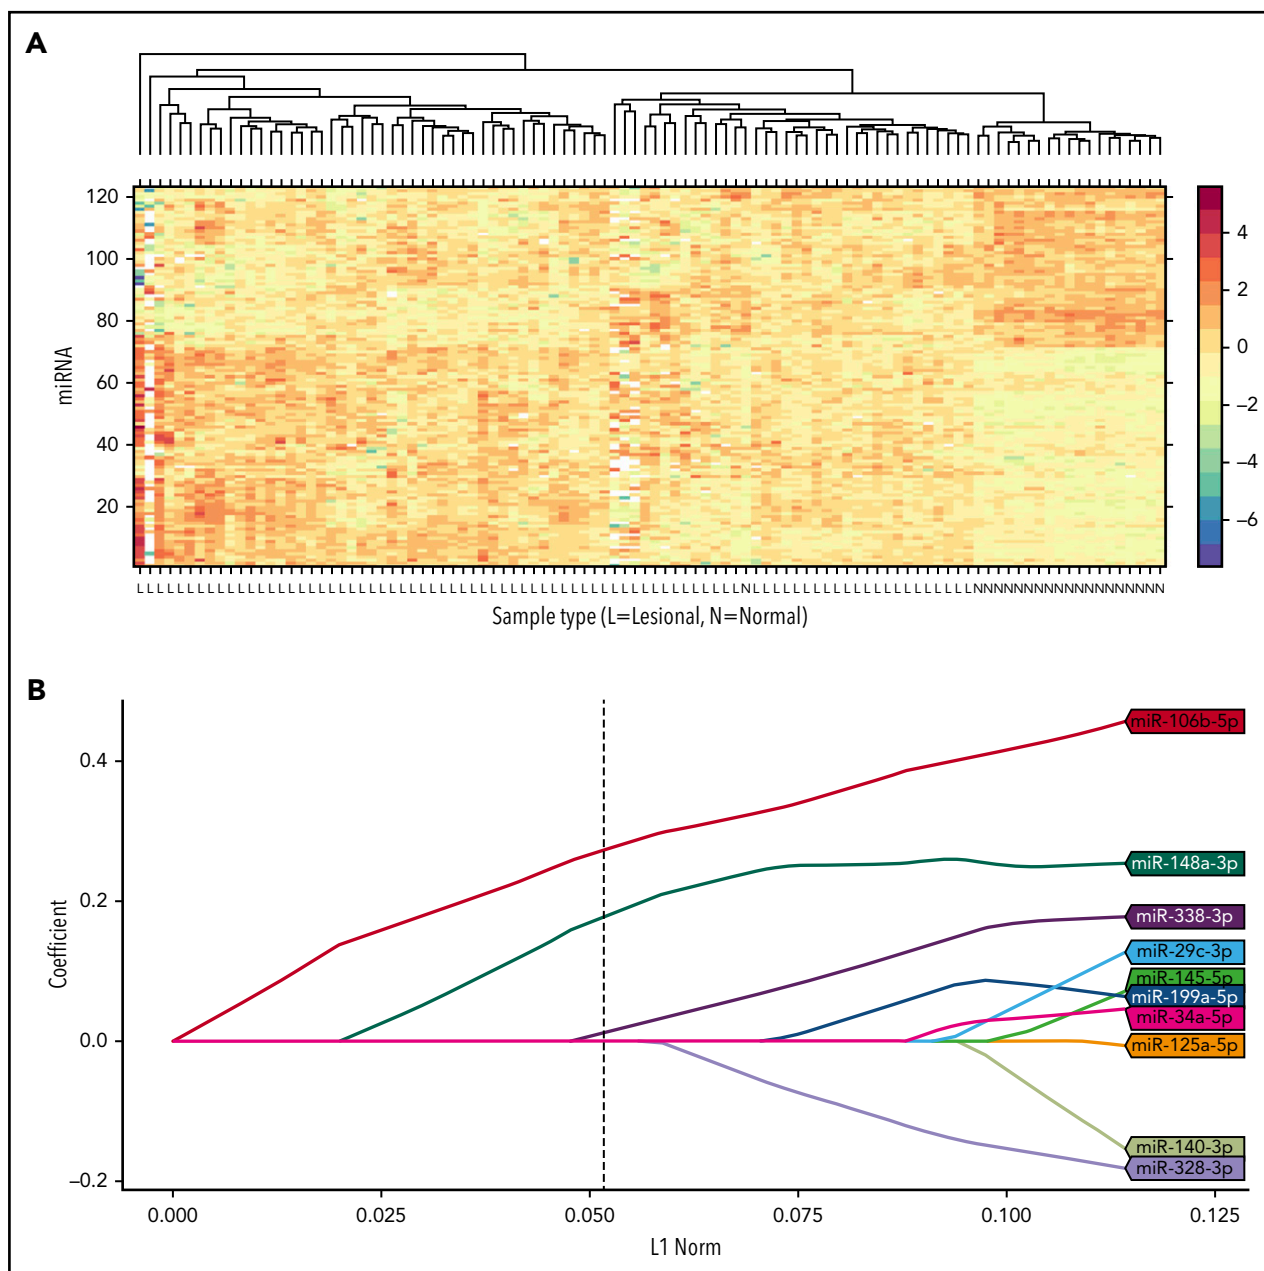 A
120
100
80
60
40
20
miRNA
4
2
0
−2
−4
−6
L L L L L L L L L L L L L L L L L L L L L L L L L L L L L L L L L L L L L L L L L L L L L L L L L L L L L L L L L L L L N L L L L L L L L L L L L L L L L L L L L L L NNNNNNNNNNNNNNNNNNN
Sample type (L=Lesional, N=Normal)
B
0.4
0.2
0.0
−0.2
Coefficient
miR-106b-5p
miR-148a-3p
miR-338-3p
miR-29c-3p
miR-145-5p
miR-199a-5p
miR-34a-5p
miR-125a-5p
miR-140-3p
miR-328-3p
0.000
0.025
0.050
0.075
0.100
0.125
L1 Norm